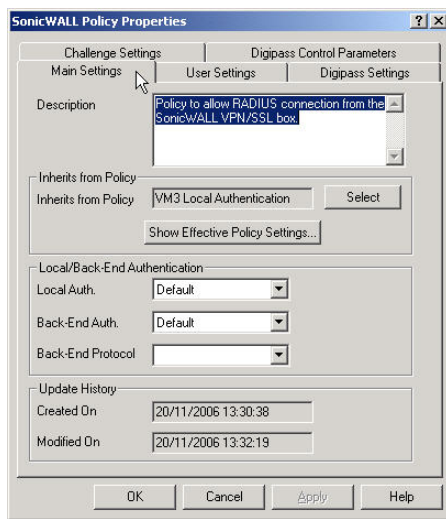 SonicWALL Policy Properties
Challenge Settings
Digipass Control Parameters
Main Settings
User Settings
Digipass Settings
Description
Policy to allow RADIUS connection from the
SonicWALL VPN/SSL box.
Inherits from Policy
Inherits from Policy
VM3 Local Authentication
Select
Show Effective Policy Settings...
Local/Back-End Authentication
Local Auth.
Default
Back-End Auth.
Default
Back-End Protocol
Update History
Created On
20/11/2006 13:30:38
Modified On
20/11/2006 13:32:19
OK
Cancel
Apply
Help